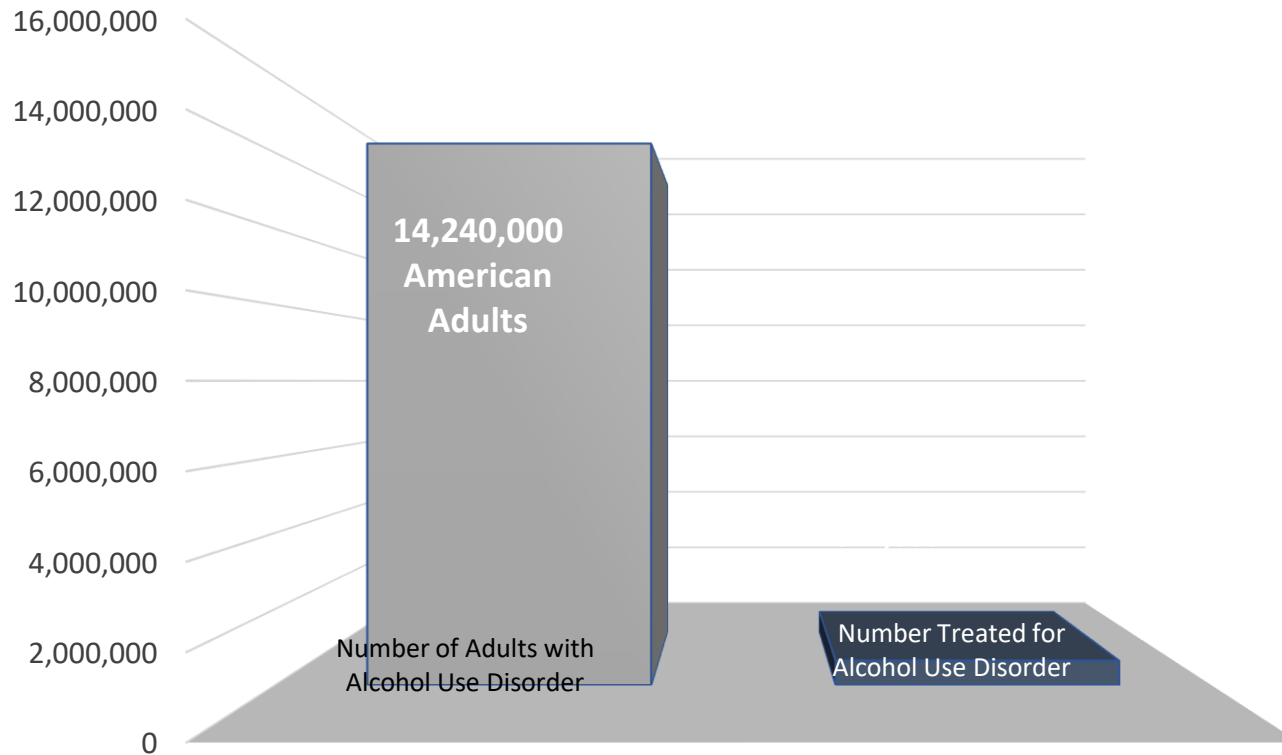 16,000,000
14,000,000
12,000,000
10,000,000
8,000,000
6,000,000
4,000,000
2,000,000
0
14,240,000
American
Adults
Number of Adults with
Alcohol Use Disorder
Number Treated for
Alcohol Use Disorder